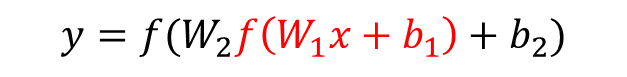 y = f(W₂f(W₁x + b₁) + b₂)